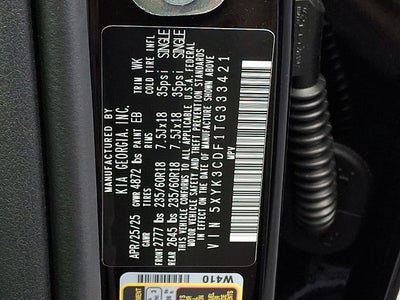 MANUFACTURED BY
KIA GEORGIA, INC.
APR/25/25 GVWR 4872 lbs PAINT EB TRIM WK
GAWR TIRES RIMS COLD TIRE INFL
FRONT 2777 lbs 235/60R18 7.5Jx18 35psi SINGLE
REAR 2645 lbs 235/60R18 7.5Jx18 35psi SINGLE
THIS VEHICLE CONFORMS TO ALL APPLICABLE U.S.A. FEDERAL
MOTOR VEHICLE SAFETY AND THEFT PREVENTION STANDARDS
IN EFFECT ON THE DATE OF MANUFACTURE SHOWN ABOVE
VIN 5XYK3CDF1TG333421
MPV
W410